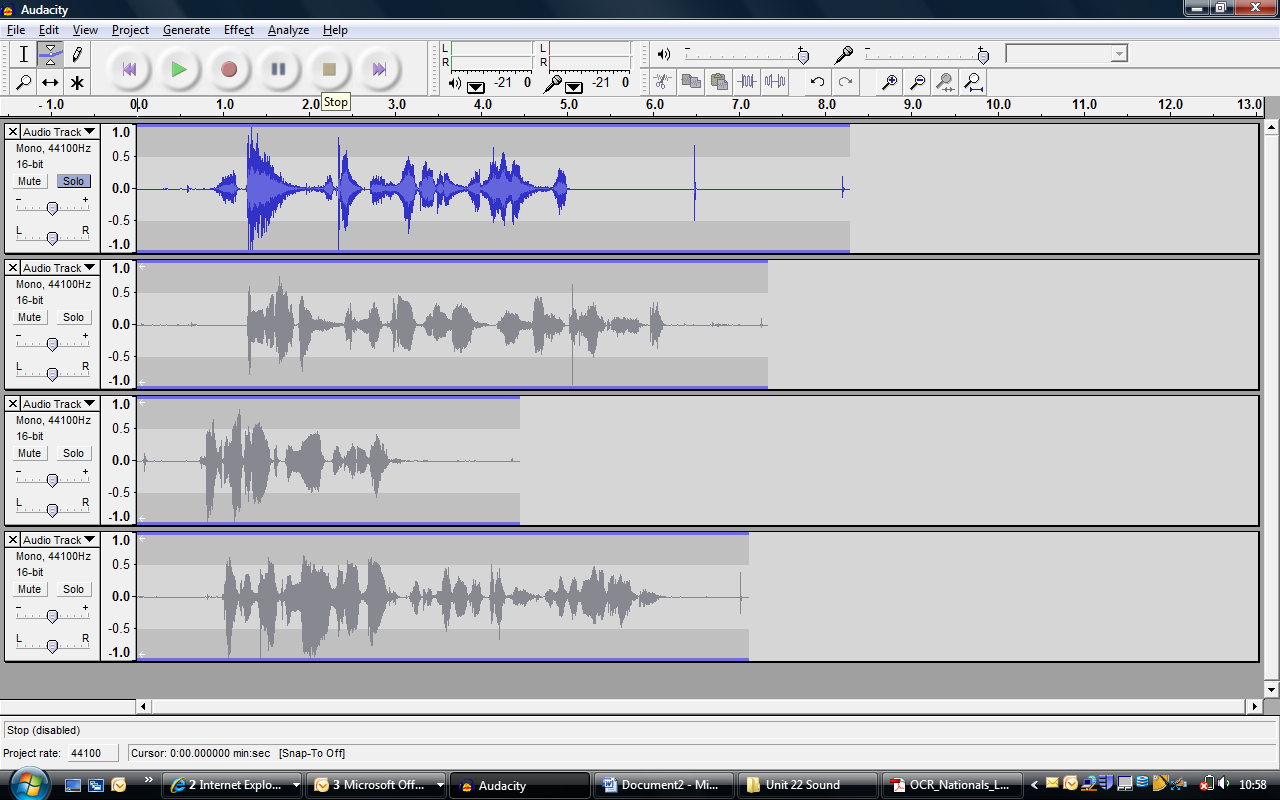 Audacity
File Edit View Project Generate Effect Analyze Help
L
R
-21 0
L
R
-21 0
Stop
- 1.0 0.0 1.0 2.0 3.0 4.0 5.0 6.0 7.0 8.0 9.0 10.0 11.0 12.0 13.0
Audio Track
Mono, 44100Hz
16-bit
Mute Solo
- +
L R
1.0
0.5
0.0
-0.5
-1.0
Audio Track
Mono, 44100Hz
16-bit
Mute Solo
- +
L R
1.0
0.5
0.0
-0.5
-1.0
Audio Track
Mono, 44100Hz
16-bit
Mute Solo
- +
L R
1.0
0.5
0.0
-0.5
-1.0
Audio Track
Mono, 44100Hz
16-bit
Mute Solo
- +
L R
1.0
0.5
0.0
-0.5
-1.0
Stop (disabled)
Project rate: 44100 Cursor: 0:00.000000 min:sec [Snap-To Off]
2 Internet Explo... 3 Microsoft Off... Audacity Document2 - Mi... Unit 22 Sound OCR_Nationals_L... 10:58